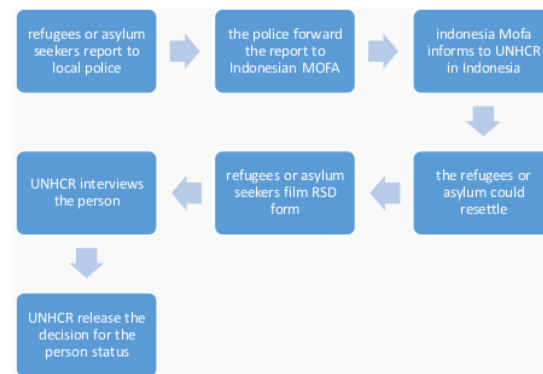 refugees or asylum
seekers report to
local police
the police forward
the report to
Indonesian MOFA
indonesia Mofa
informs to UNHCR
in Indonesia
the refugees or
asylum could
resettle
refugees or asylum
seekers film RSD
form
UNHCR interviews
the person
UNHCR release the
decision for the
person status